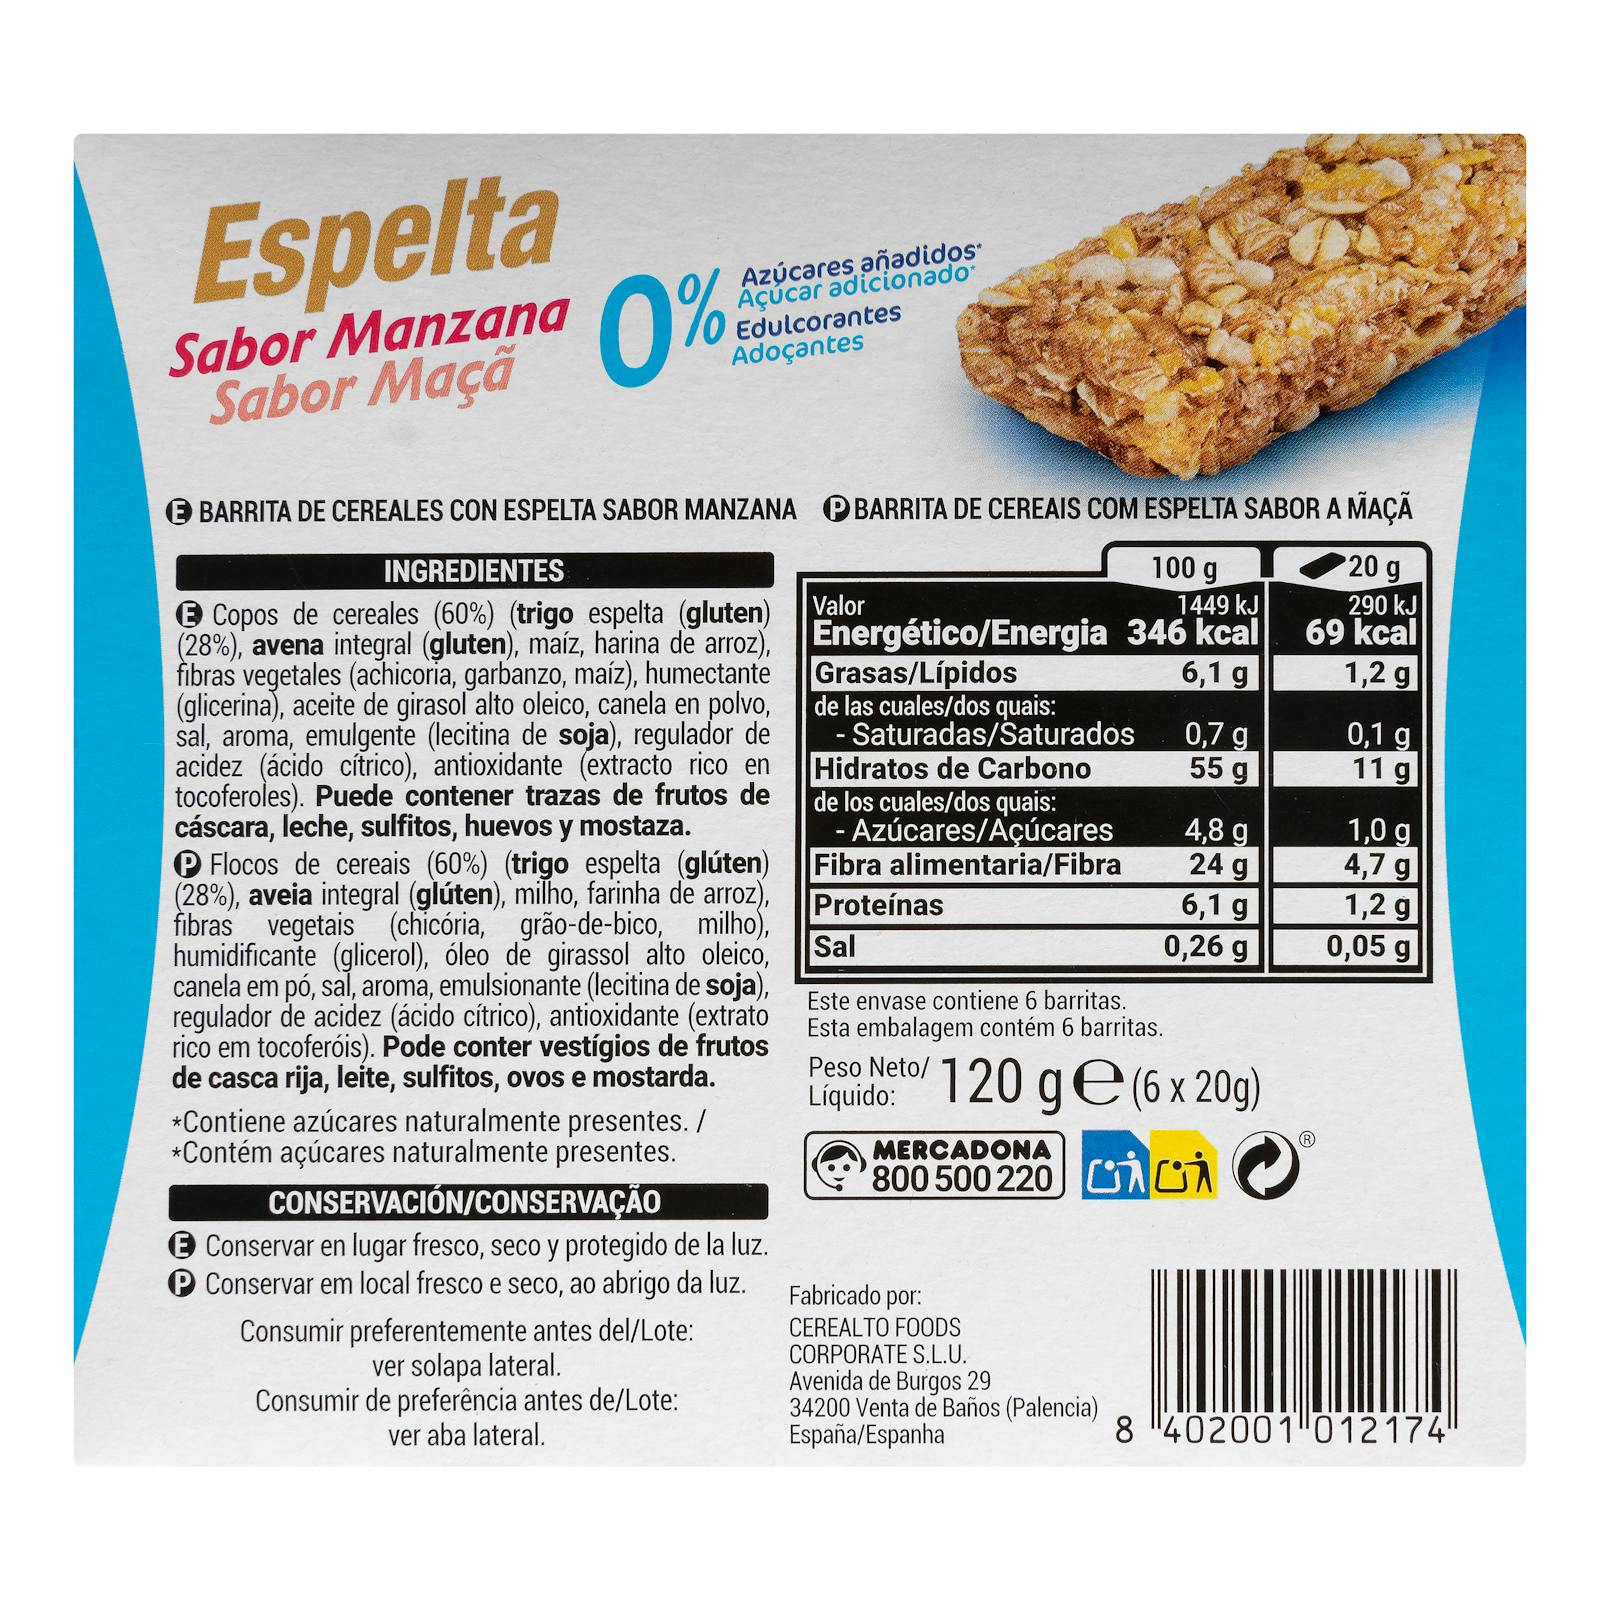 Espelta
Sabor Manzana
Sabor Maçã
0%
Azúcares añadidos*
Açúcar adicionado*
Edulcorantes
Adoçantes
E BARRITA DE CEREALES CON ESPELTA SABOR MANZANA
P BARRITA DE CEREAIS COM ESPELTA SABOR A MAÇÃ
INGREDIENTES
E Copos de cereales (60%) (trigo espelta (gluten)
(28%), avena integral (gluten), maíz, harina de arroz),
fibras vegetales (achicoria, garbanzo, maíz), humectante
(glicerina), aceite de girasol alto oleico, canela en polvo,
sal, aroma, emulgente (lecitina de soja), regulador de
acidez (ácido cítrico), antioxidante (extracto rico en
tocoferoles). Puede contener trazas de frutos de
cáscara, leche, sulfitos, huevos y mostaza.
P Flocos de cereais (60%) (trigo espelta (glúten)
(28%), aveia integral (glúten), milho, farinha de arroz),
fibras vegetais (chicória, grão-de-bico, milho),
humidificante (glicerol), óleo de girassol alto oleico,
canela em pó, sal, aroma, emulsionante (lecitina de soja),
regulador de acidez (ácido cítrico), antioxidante (extrato
rico em tocoferóis). Pode conter vestígios de frutos
de casca rija, leite, sulfitos, ovos e mostarda.
*Contiene azúcares naturalmente presentes. /
*Contém açúcares naturalmente presentes.
CONSERVACIÓN/CONSERVAÇÃO
E Conservar en lugar fresco, seco y protegido de la luz.
P Conservar em local fresco e seco, ao abrigo da luz.
Consumir preferentemente antes del/Lote:
ver solapa lateral.
Consumir de preferência antes de/Lote:
ver aba lateral.
100 g 20 g
Valor 1449 kJ 290 kJ
Energético/Energia 346 kcal 69 kcal
Grasas/Lípidos 6,1 g 1,2 g
de las cuales/dos quais:
- Saturadas/Saturados 0,7 g 0,1 g
Hidratos de Carbono 55 g 11 g
de los cuales/dos quais:
- Azúcares/Açúcares 4,8 g 1,0 g
Fibra alimentaria/Fibra 24 g 4,7 g
Proteínas 6,1 g 1,2 g
Sal 0,26 g 0,05 g
Este envase contiene 6 barritas.
Esta embalagem contém 6 barritas.
Peso Neto/
Líquido: 120 g e (6 x 20g)
MERCADONA
800 500 220
®
Fabricado por:
CEREALTO FOODS
CORPORATE S.L.U.
Avenida de Burgos 29
34200 Venta de Baños (Palencia)
España/Espanha
8 402001 012174